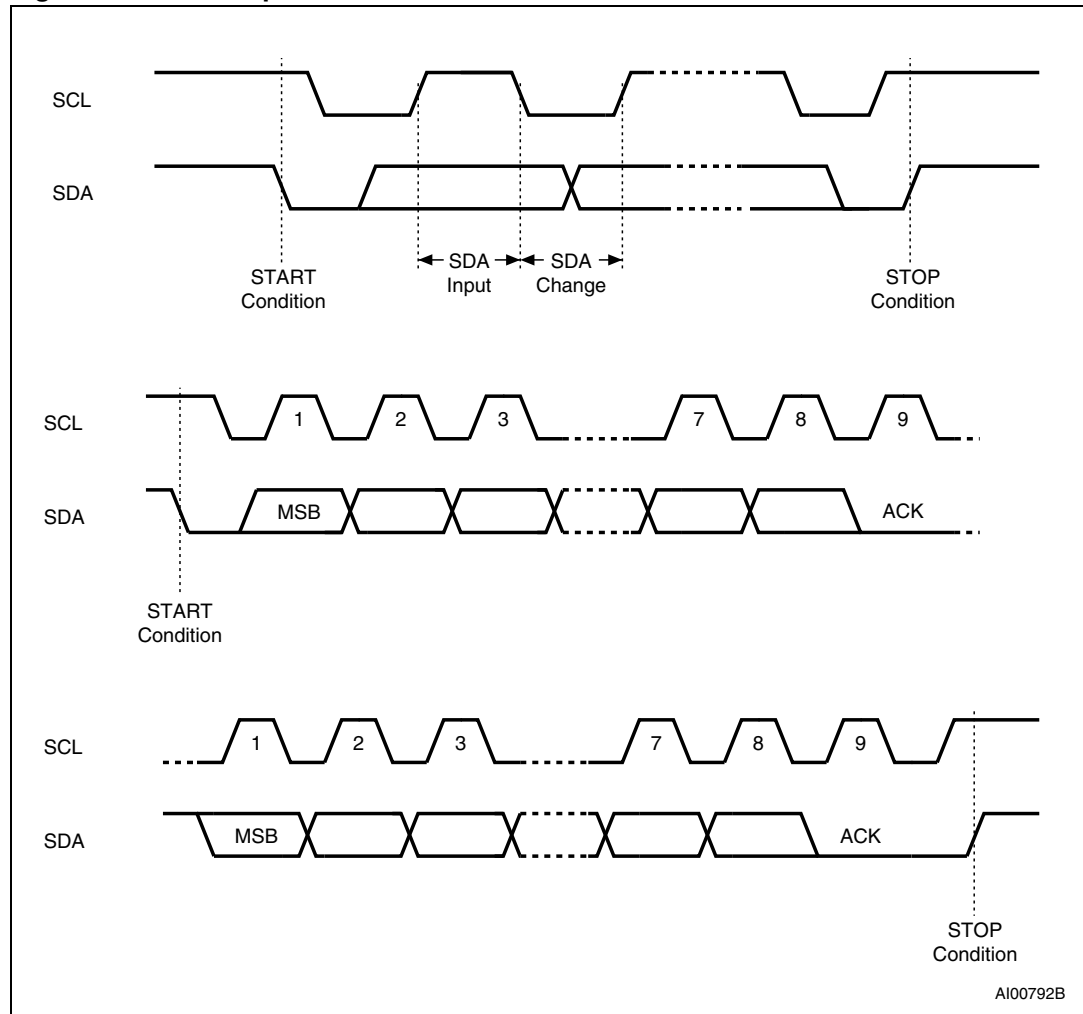 SCL
SDA
SDA
Input
SDA
Change
START
Condition
STOP
Condition
SCL
1 2 3 7 8 9
SDA
MSB ACK
START
Condition
SCL
1 2 3 7 8 9
SDA
MSB ACK
STOP
Condition
AI00792B